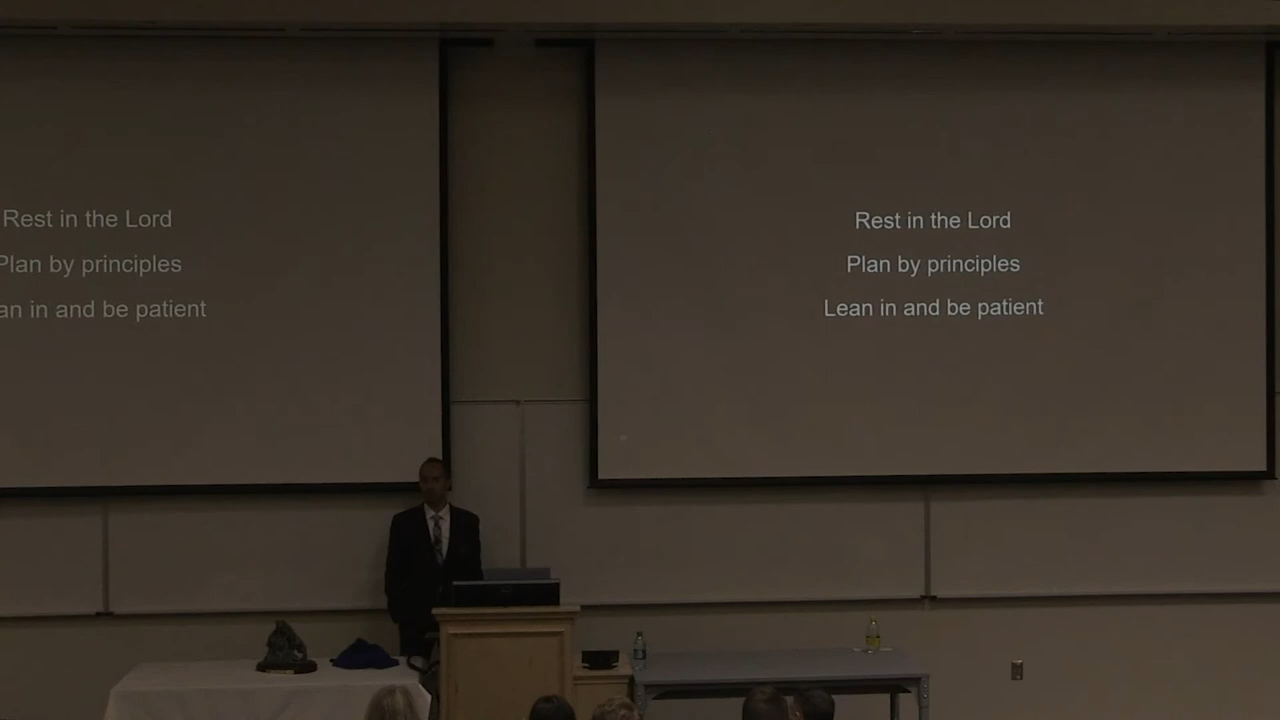 Rest in the Lord
Plan by principles
an in and be patient
Rest in the Lord
Plan by principles
Lean in and be patient